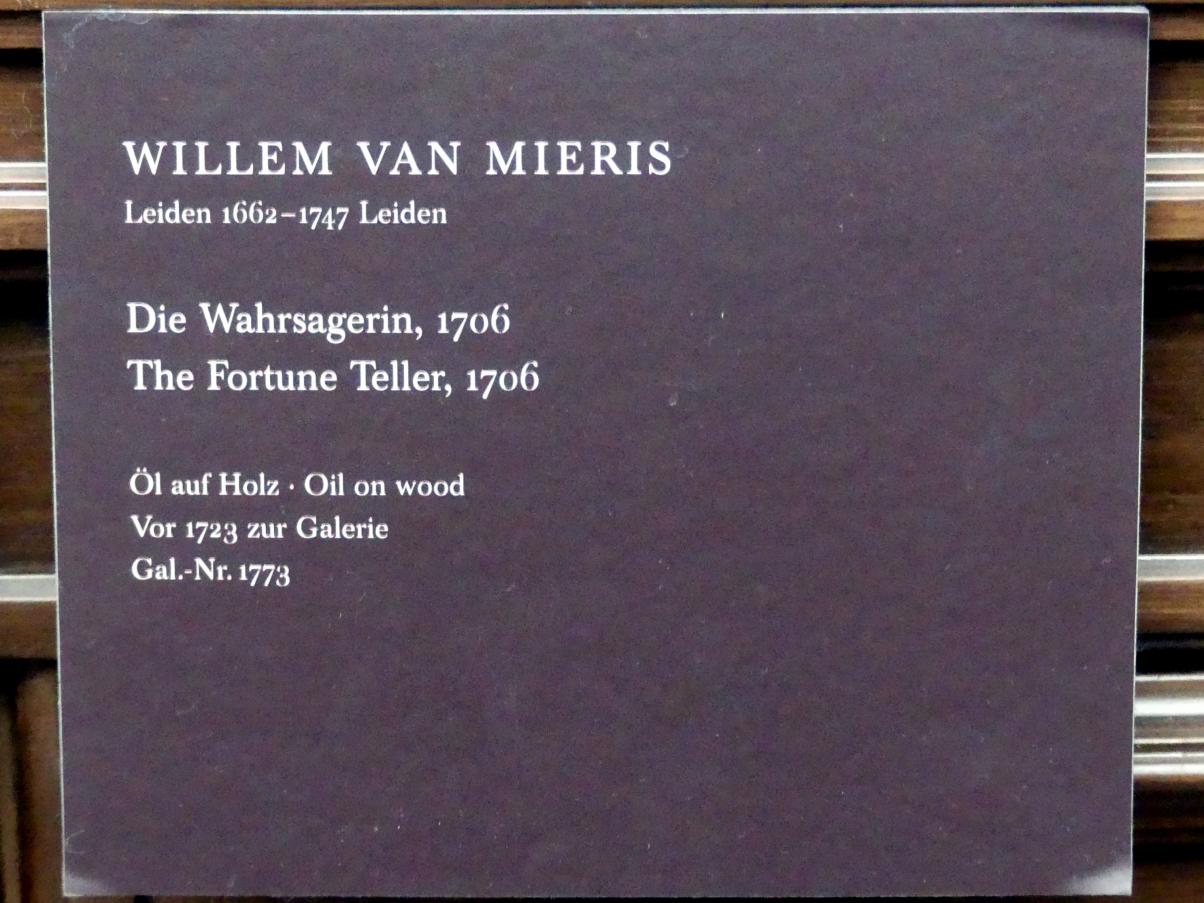 WILLEM VAN MIERIS
Leiden 1662–1747 Leiden
Die Wahrsagerin, 1706
The Fortune Teller, 1706
Öl auf Holz · Oil on wood
Vor 1723 zur Galerie
Gal.-Nr. 1773